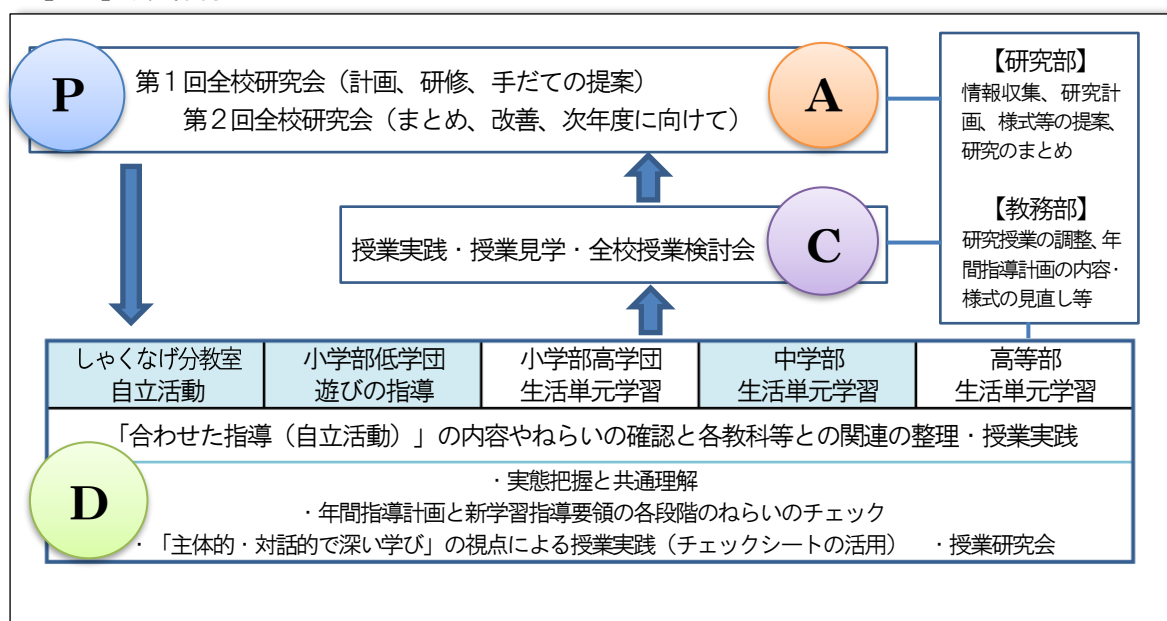 P
第１回全校研究会（計画、研修、手だての提案）
第２回全校研究会（まとめ、改善、次年度に向けて）
A
【研究部】
情報収集、研究計
画、様式等の提案、
研究のまとめ
【教務部】
研究授業の調整、年
間指導計画の内容・
様式の見直し等
授業実践・授業見学・全校授業検討会
C
しゃくなげ分教室
自立活動
小学部低学団
遊びの指導
小学部高学団
生活単元学習
中学部
生活単元学習
高等部
生活単元学習
「合わせた指導（自立活動）」の内容やねらいの確認と各教科等との関連の整理・授業実践
D
・実態把握と共通理解
・年間指導計画と新学習指導要領の各段階のねらいのチェック
・「主体的・対話的で深い学び」の視点による授業実践（チェックシートの活用）　・授業研究会